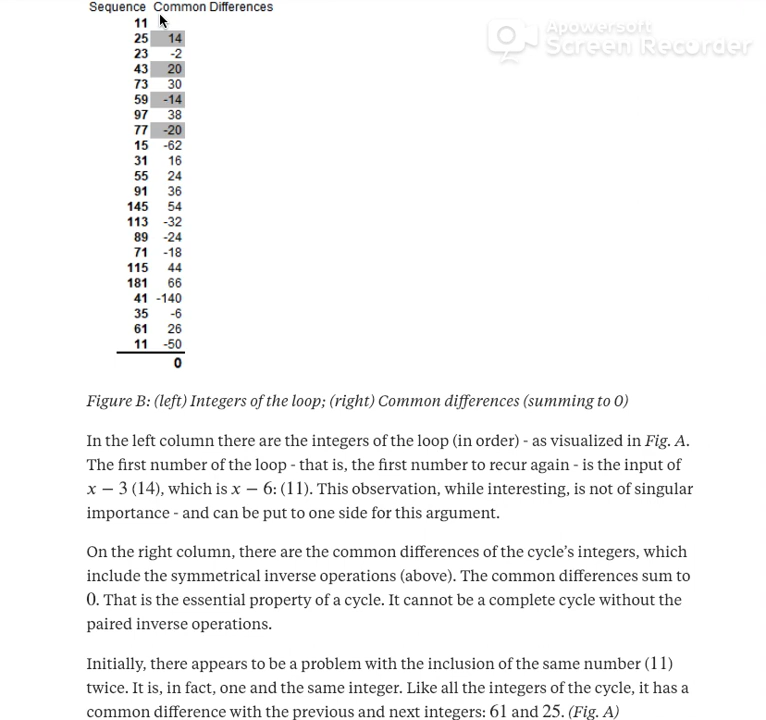 Sequence Common Differences
11
25 14
23 -2
43 20
73 30
59 -14
97 38
77 -20
15 -62
31 16
55 24
91 36
145 54
113 -32
89 -24
71 -18
115 44
181 66
41 -140
35 -6
61 26
11 -50
0
Apowersoft
Screen Recorder
Figure B: (left) Integers of the loop; (right) Common differences (summing to 0)
In the left column there are the integers of the loop (in order) - as visualized in Fig. A.
The first number of the loop - that is, the first number to recur again - is the input of
x − 3 (14), which is x − 6: (11). This observation, while interesting, is not of singular
importance - and can be put to one side for this argument.
On the right column, there are the common differences of the cycle's integers, which
include the symmetrical inverse operations (above). The common differences sum to
0. That is the essential property of a cycle. It cannot be a complete cycle without the
paired inverse operations.
Initially, there appears to be a problem with the inclusion of the same number (11)
twice. It is, in fact, one and the same integer. Like all the integers of the cycle, it has a
common difference with the previous and next integers: 61 and 25. (Fig. A)